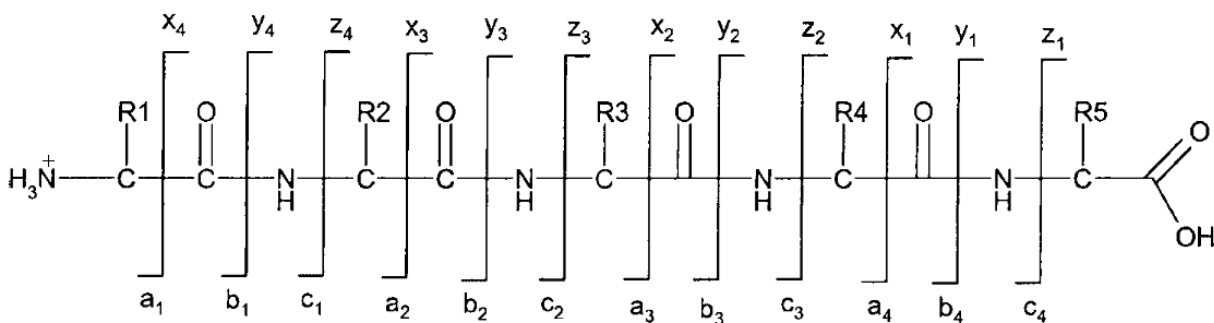 x4 y4 z4 x3 y3 z3 x2 y2 z2 x1 y1 z1
R1 O R2 O R3 O R4 O R5 O
H3N+ C C N H C C N H C C N H C C N H C C
OH
a1 b1 c1 a2 b2 c2 a3 b3 c3 a4 b4 c4